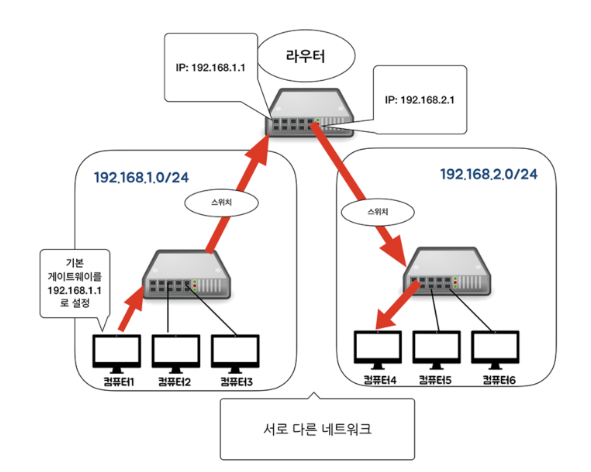 라우터
IP: 192.168.1.1
IP: 192.168.2.1
192.168.1.0/24
192.168.2.0/24
스위치
스위치
기본
게이트웨이를
192.168.1.1
로 설정
컴퓨터1
컴퓨터2
컴퓨터3
컴퓨터4
컴퓨터5
컴퓨터6
서로 다른 네트워크